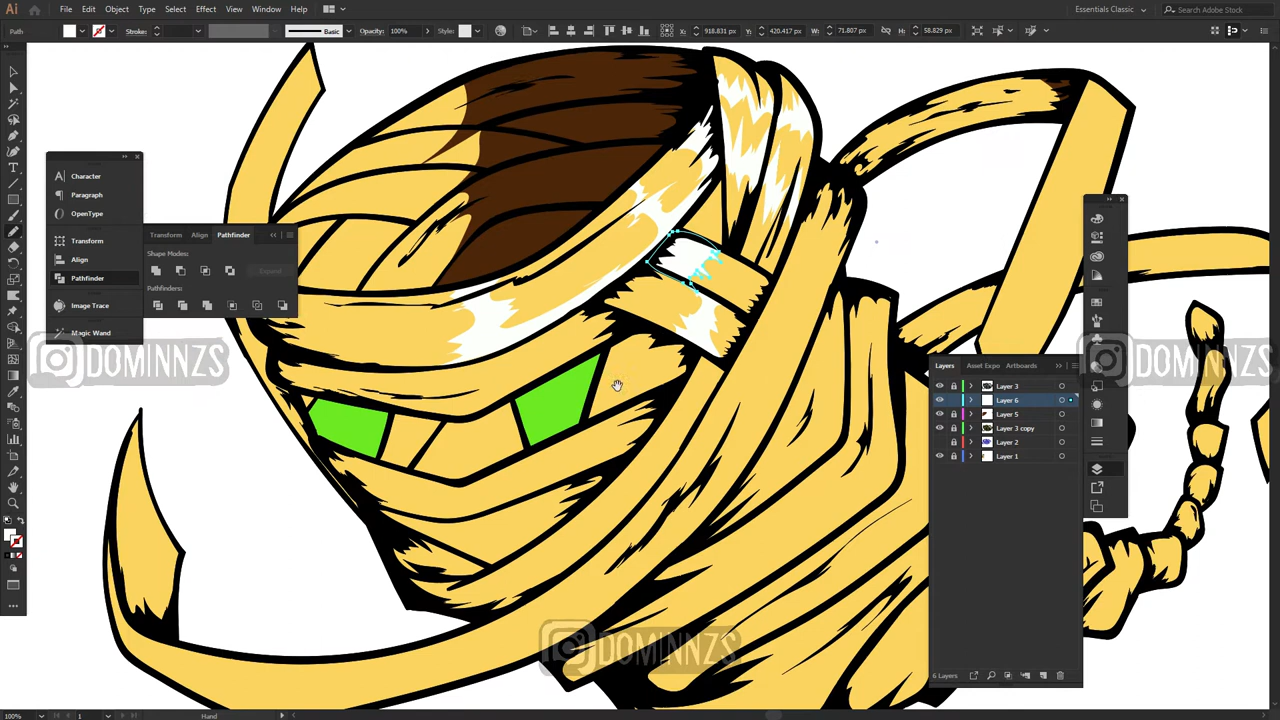 Ai File Edit Object Type Select Effect View Window Help Essentials Classic Search Adobe Stock
Path Stroke: Basic Opacity: 100% Style: X: 918.831 px Y: 420.417 px W: 71.807 px H: 58.829 px
Character
Paragraph
OpenType
Transform
Align
Pathfinder
Image Trace
Magic Wand
Transform Align Pathfinder
Shape Modes:
Expand
Pathfinders:
DOMINNZS
DOMINNZS
DOMINNZS
Layers Asset Expo Artboards
Layer 3
Layer 6
Layer 5
Layer 3 copy
Layer 2
Layer 1
6 Layers
100% 1 Hand